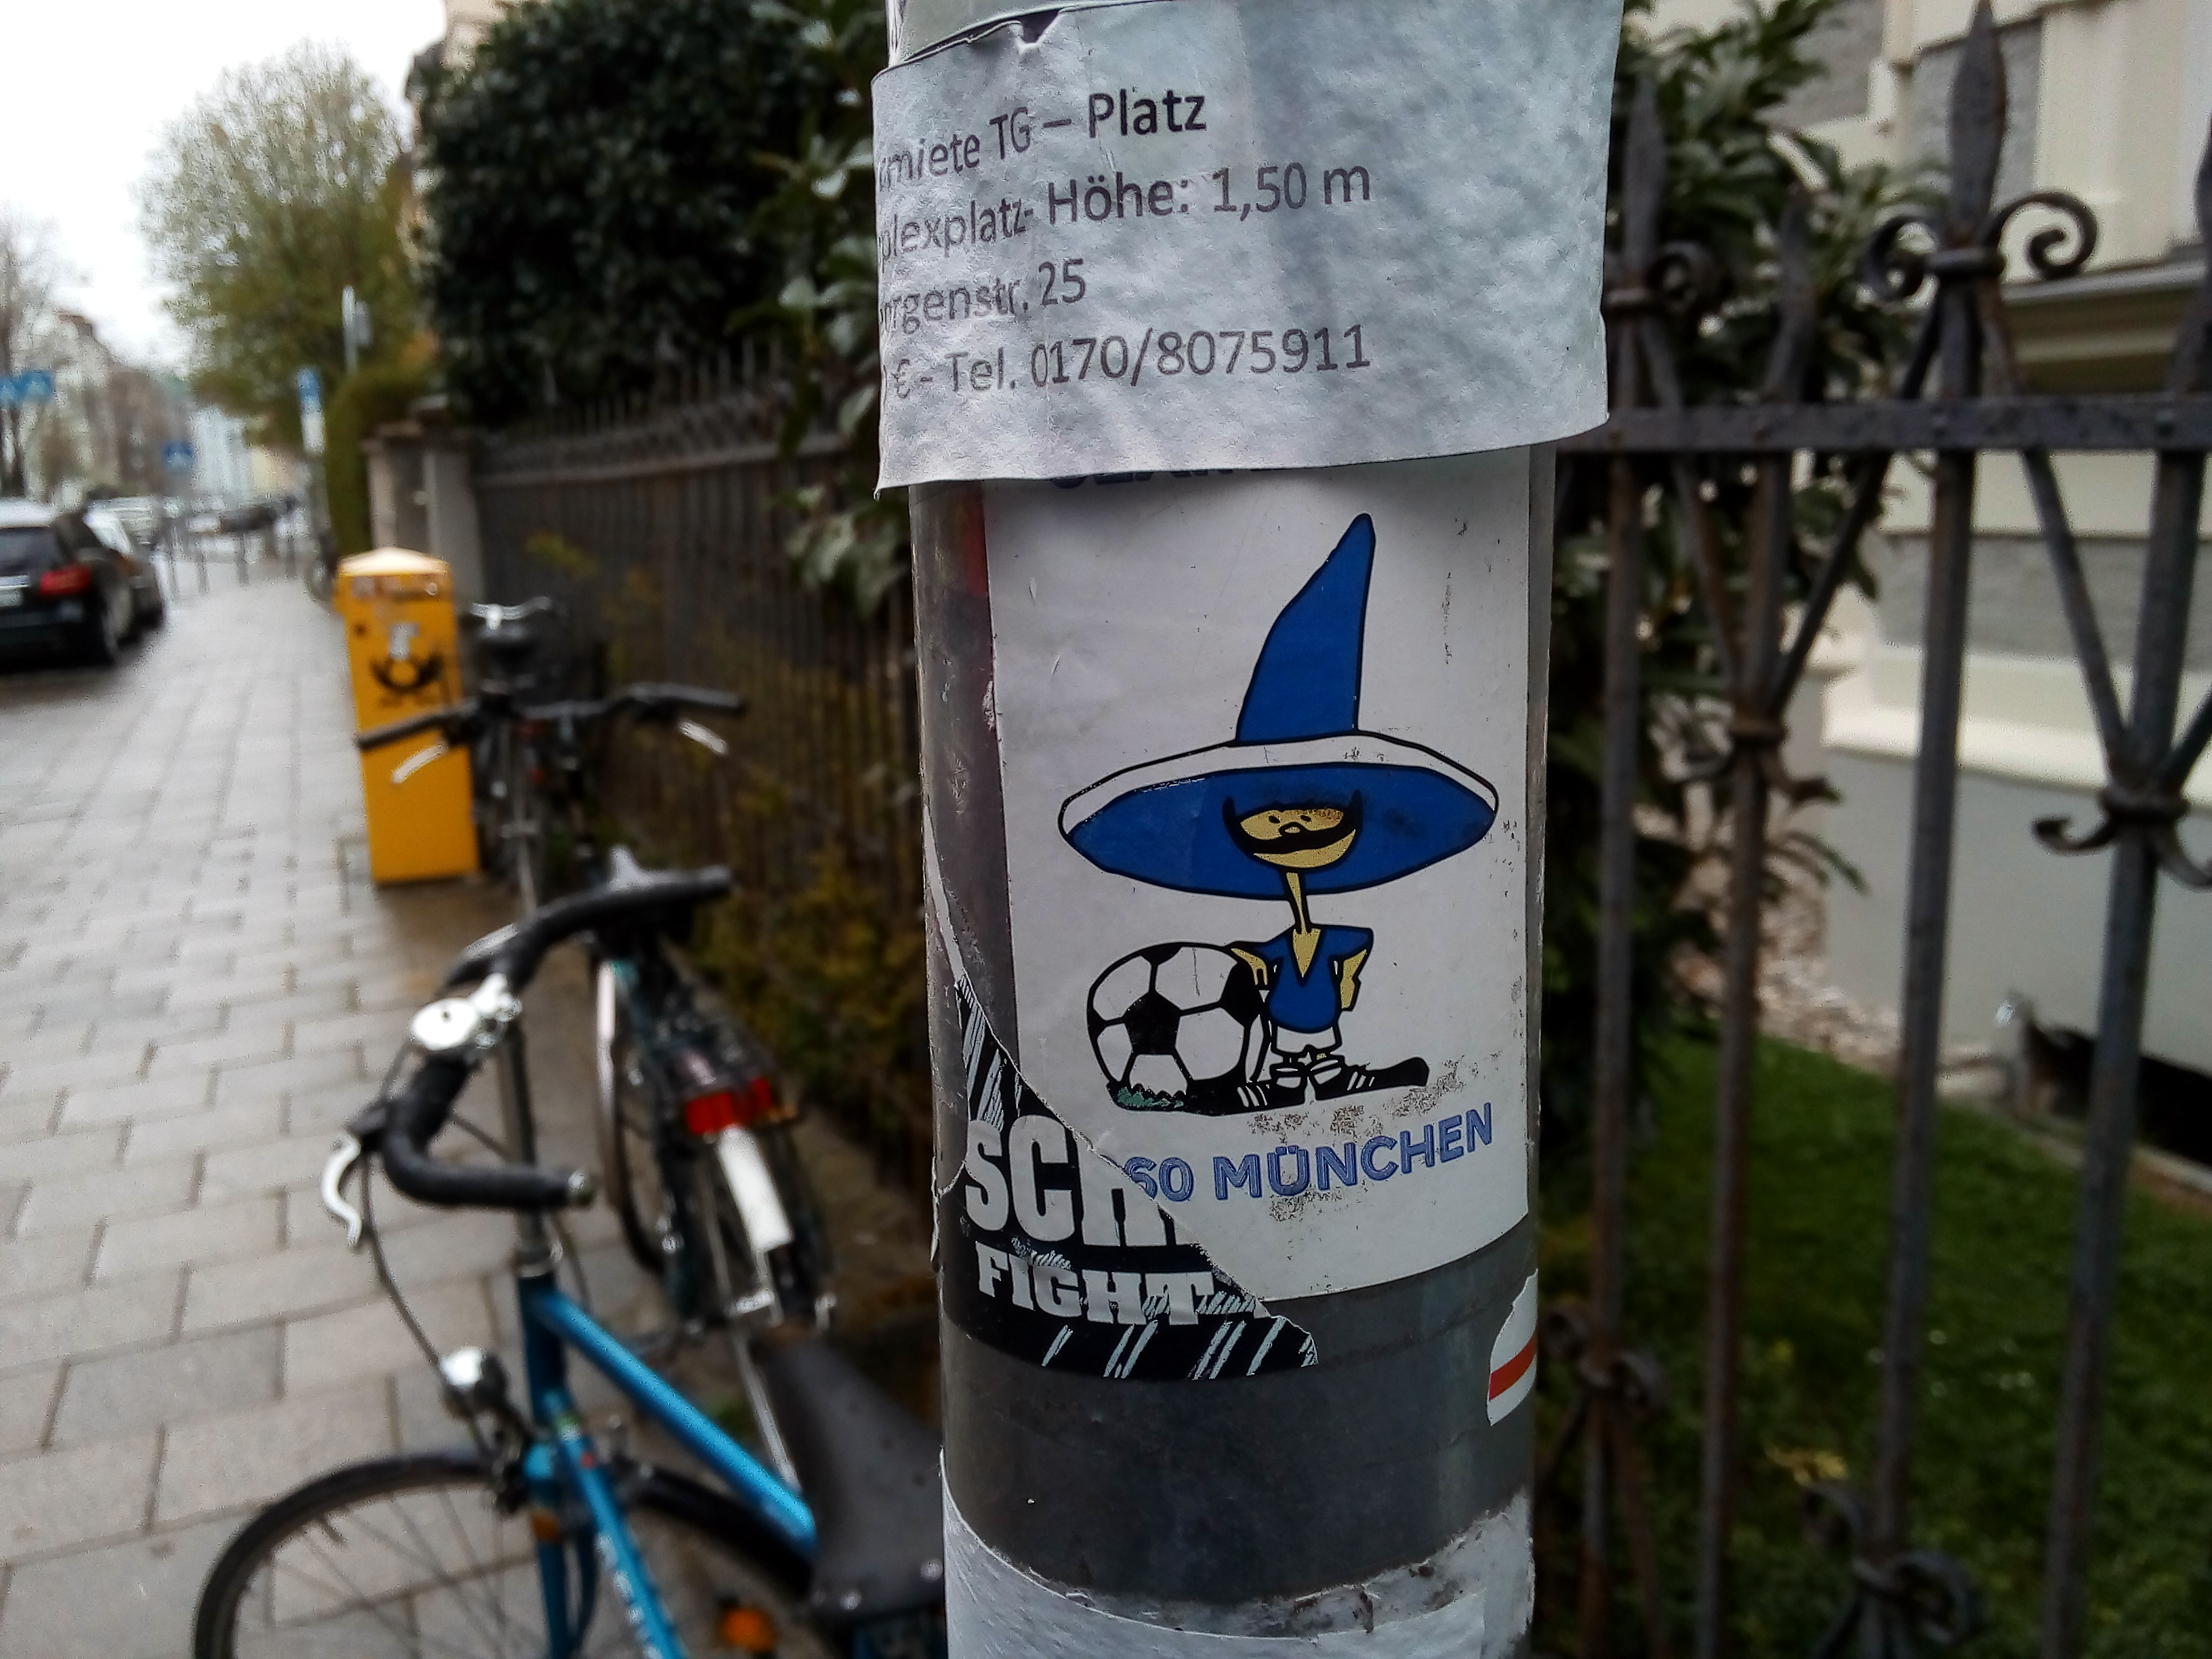 miete TG – Platz
plexplatz- Höhe: 1,50 m
rgenstr. 25
€ - Tel. 0170/8075911
60 MÜNCHEN
SCH
FIGHT